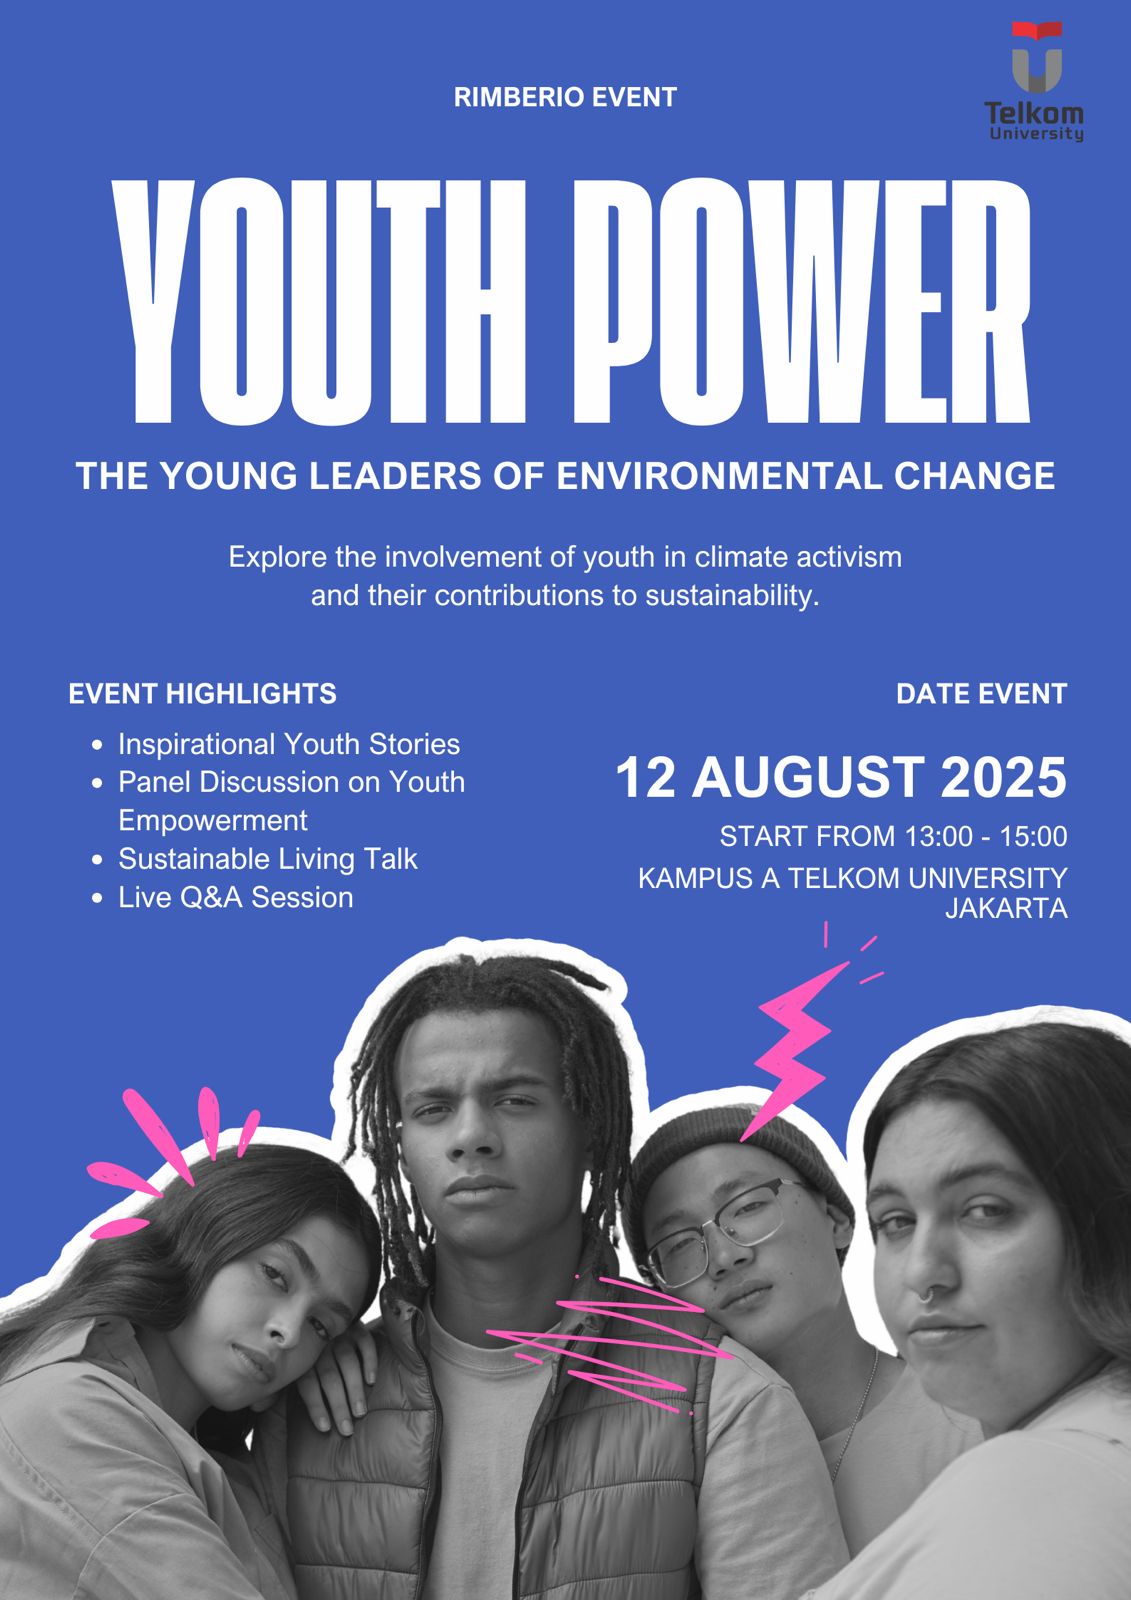 RIMBERIO EVENT
Telkom
University
YOUTH POWER
THE YOUNG LEADERS OF ENVIRONMENTAL CHANGE
Explore the involvement of youth in climate activism
and their contributions to sustainability.
EVENT HIGHLIGHTS
• Inspirational Youth Stories
• Panel Discussion on Youth
Empowerment
• Sustainable Living Talk
• Live Q&A Session
DATE EVENT
12 AUGUST 2025
START FROM 13:00 - 15:00
KAMPUS A TELKOM UNIVERSITY
JAKARTA